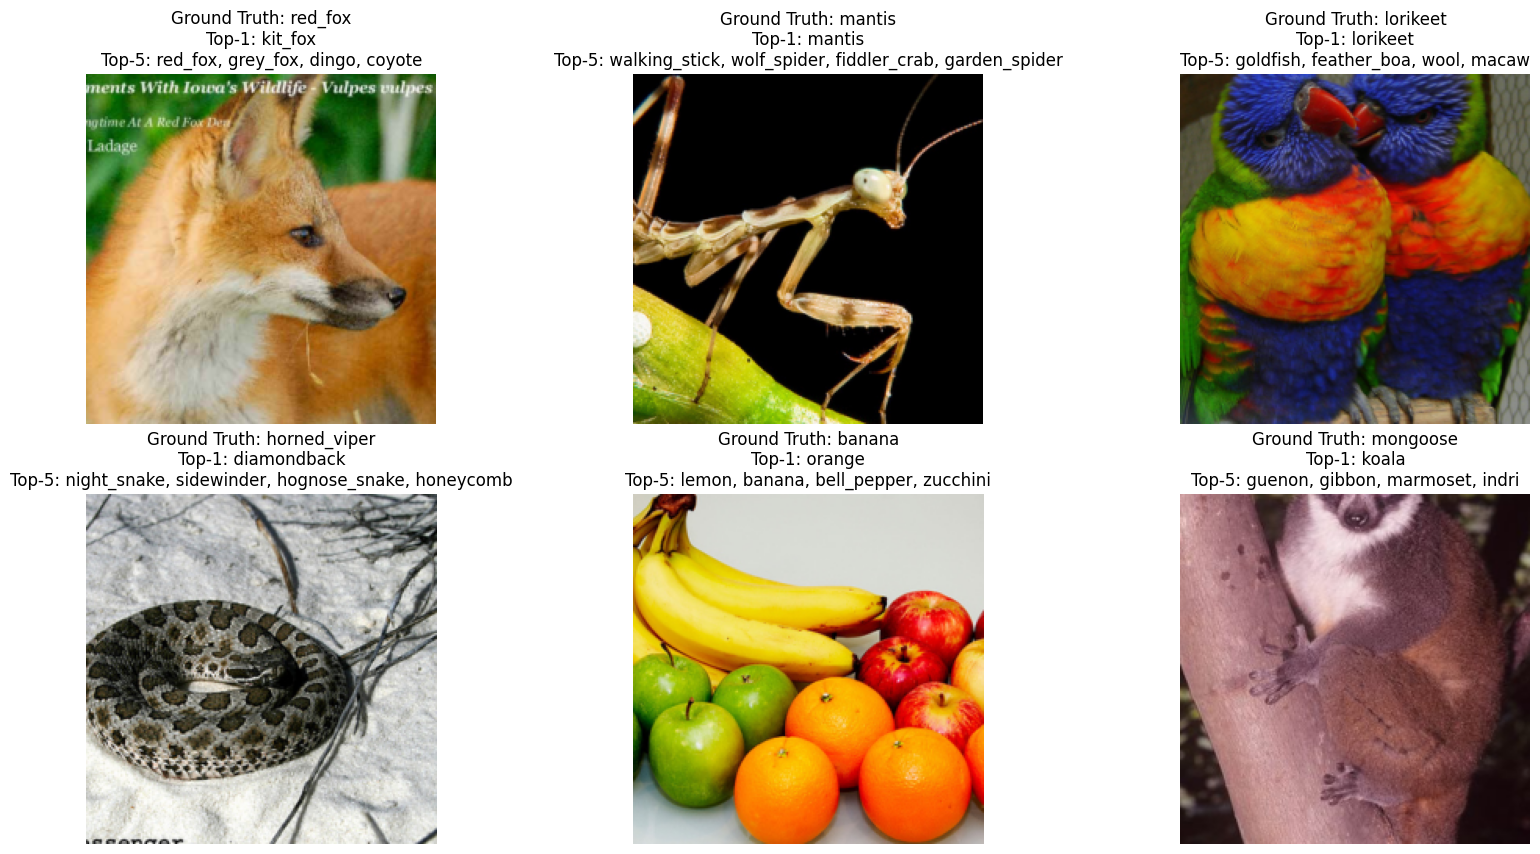 Ground Truth: red_fox
Top-1: kit_fox
Top-5: red_fox, grey_fox, dingo, coyote
ments With Iowa's Wildlife - Vulpes vulpes
ngtime At A Red Fox Den
Ladage
Ground Truth: mantis
Top-1: mantis
Top-5: walking_stick, wolf_spider, fiddler_crab, garden_spider
Ground Truth: lorikeet
Top-1: lorikeet
Top-5: goldfish, feather_boa, wool, macaw
Ground Truth: horned_viper
Top-1: diamondback
Top-5: night_snake, sidewinder, hognose_snake, honeycomb
essenger
Ground Truth: banana
Top-1: orange
Top-5: lemon, banana, bell_pepper, zucchini
Ground Truth: mongoose
Top-1: koala
Top-5: guenon, gibbon, marmoset, indri